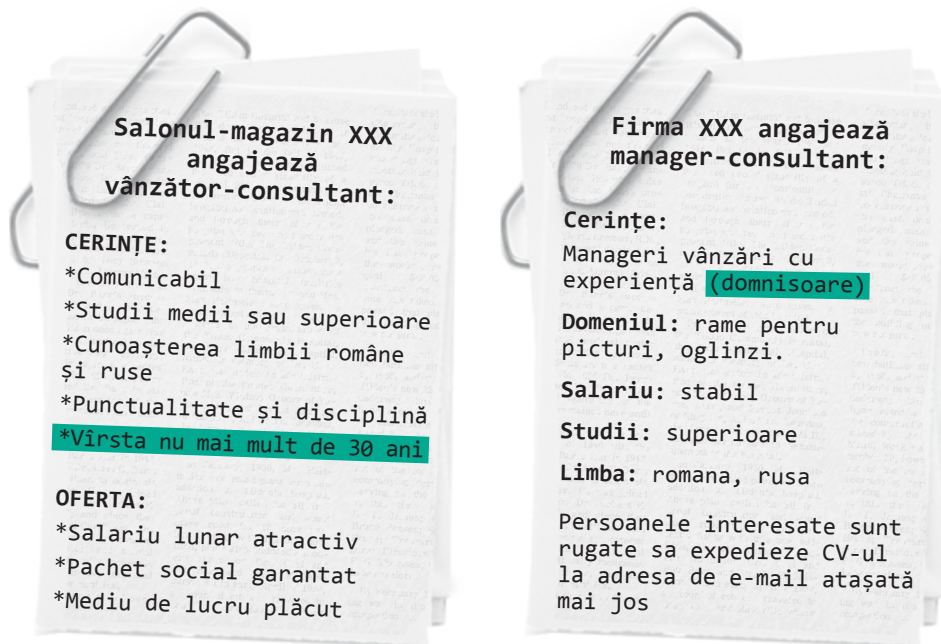 Salonul-magazin XXX
angajează
vânzător-consultant:
CERINȚE:
*Comunicabil
*Studii medii sau superioare
*Cunoașterea limbii române
și ruse
*Punctualitate și disciplină
*Vîrsta nu mai mult de 30 ani
OFERTA:
*Salariu lunar atractiv
*Pachet social garantat
*Mediu de lucru plăcut
Firma XXX angajează
manager-consultant:
Cerințe:
Manageri vânzări cu
experiență (domnisoare)
Domeniul: rame pentru
picturi, oglinzi.
Salariu: stabil
Studii: superioare
Limba: romana, rusa
Persoanele interesate sunt
rugate sa expedieze CV-ul
la adresa de e-mail atașată
mai jos